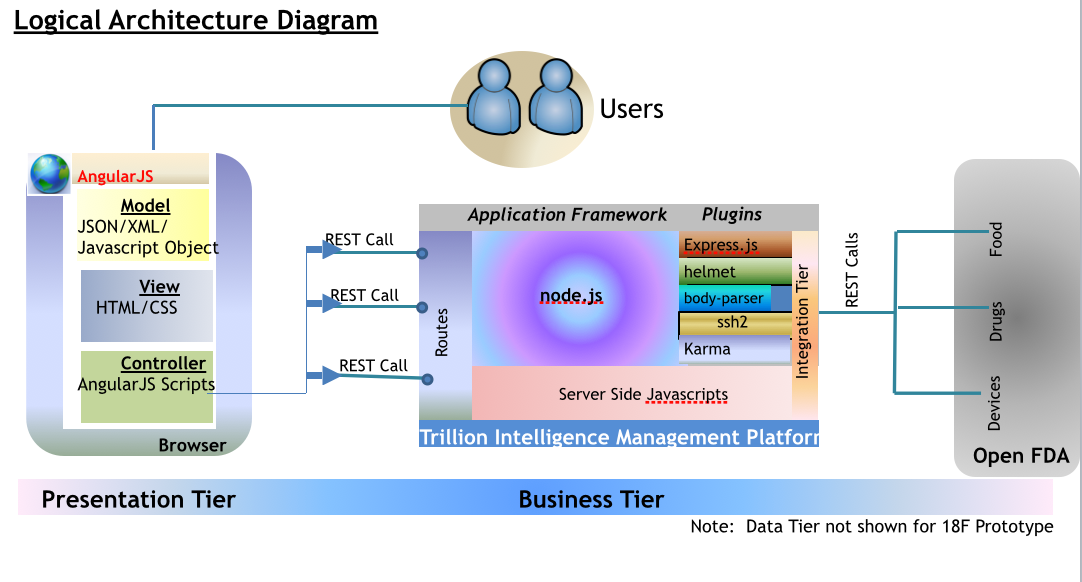 Logical Architecture Diagram
Users
AngularJS
Model
JSON/XML/
Javascript Object
View
HTML/CSS
Controller
AngularJS Scripts
Browser
REST Call
REST Call
REST Call
Application Framework
Plugins
Routes
node.js
Express.js
helmet
body-parser
ssh2
Karma
Integration Tier
Server Side Javascripts
Trillion Intelligence Management Platform
REST Calls
Food
Drugs
Devices
Open FDA
Presentation Tier
Business Tier
Note: Data Tier not shown for 18F Prototype